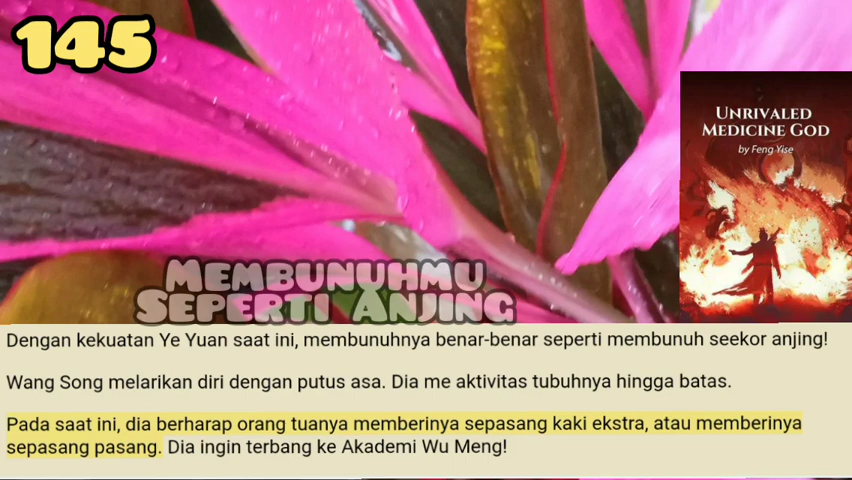 145
UNRIVALED
MEDICINE GOD
by Feng Yise
MEMBUNUHMU
SEPERTI ANJING
Dengan kekuatan Ye Yuan saat ini, membunuhnya benar-benar seperti membunuh seekor anjing!
Wang Song melarikan diri dengan putus asa. Dia me aktivitas tubuhnya hingga batas.
Pada saat ini, dia berharap orang tuanya memberinya sepasang kaki ekstra, atau memberinya
sepasang pasang. Dia ingin terbang ke Akademi Wu Meng!